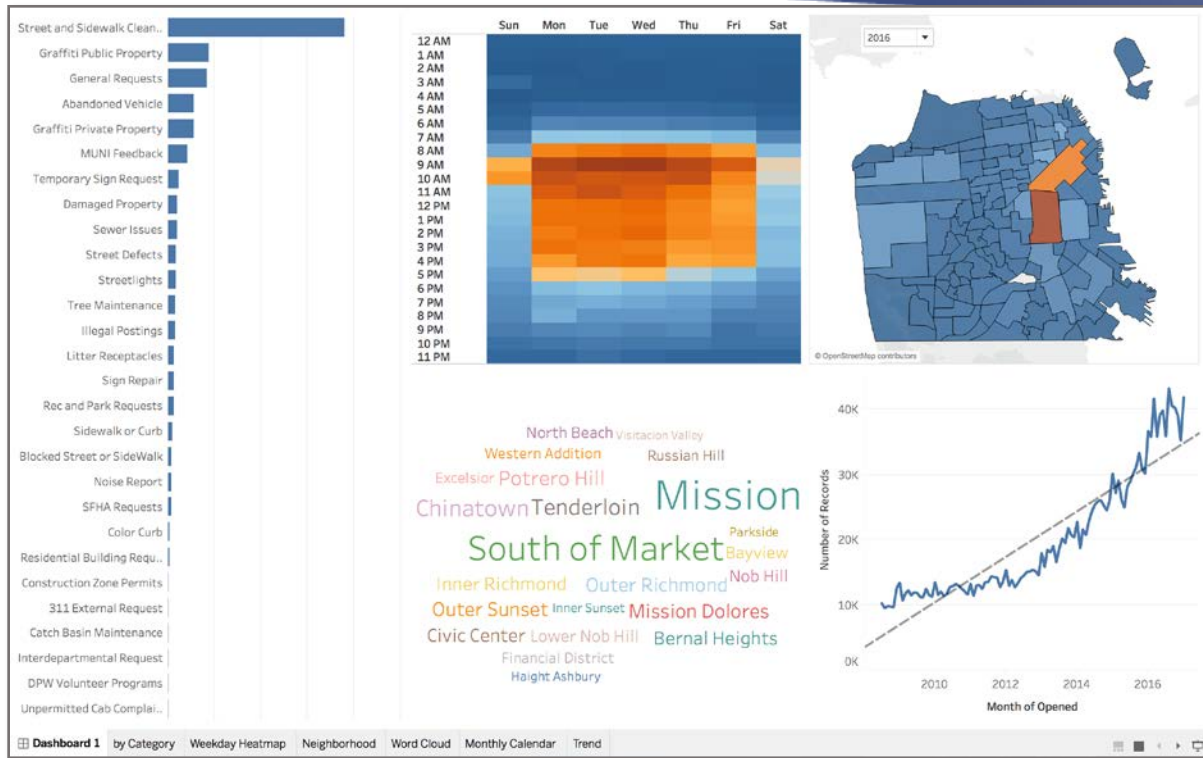 Street and Sidewalk Clean..
Graffiti Public Property
General Requests
Abandoned Vehicle
Graffiti Private Property
MUNI Feedback
Temporary Sign Request
Damaged Property
Sewer Issues
Street Defects
Streetlights
Tree Maintenance
Illegal Postings
Litter Receptacles
Sign Repair
Rec and Park Requests
Sidewalk or Curb
Blocked Street or SideWalk
Noise Report
SFHA Requests
Color Curb
Residential Building Requ..
Construction Zone Permits
311 External Request
Catch Basin Maintenance
Interdepartmental Request
DPW Volunteer Programs
Unpermitted Cab Complai..
Sun Mon Tue Wed Thu Fri Sat
12 AM
1 AM
2 AM
3 AM
4 AM
5 AM
6 AM
7 AM
8 AM
9 AM
10 AM
11 AM
12 PM
1 PM
2 PM
3 PM
4 PM
5 PM
6 PM
7 PM
8 PM
9 PM
10 PM
11 PM
2016
© OpenStreetMap contributors
North Beach Visitacion Valley
Western Addition Russian Hill
Excelsior Potrero Hill
Mission
Chinatown Tenderloin
Parkside
South of Market Bayview
Nob Hill
Inner Richmond Outer Richmond
Outer Sunset Inner Sunset Mission Dolores
Civic Center Lower Nob Hill Bernal Heights
Financial District
Haight Ashbury
Number of Records
40K
30K
20K
10K
0K
2010 2012 2014 2016
Month of Opened
Dashboard 1 by Category Weekday Heatmap Neighborhood Word Cloud Monthly Calendar Trend